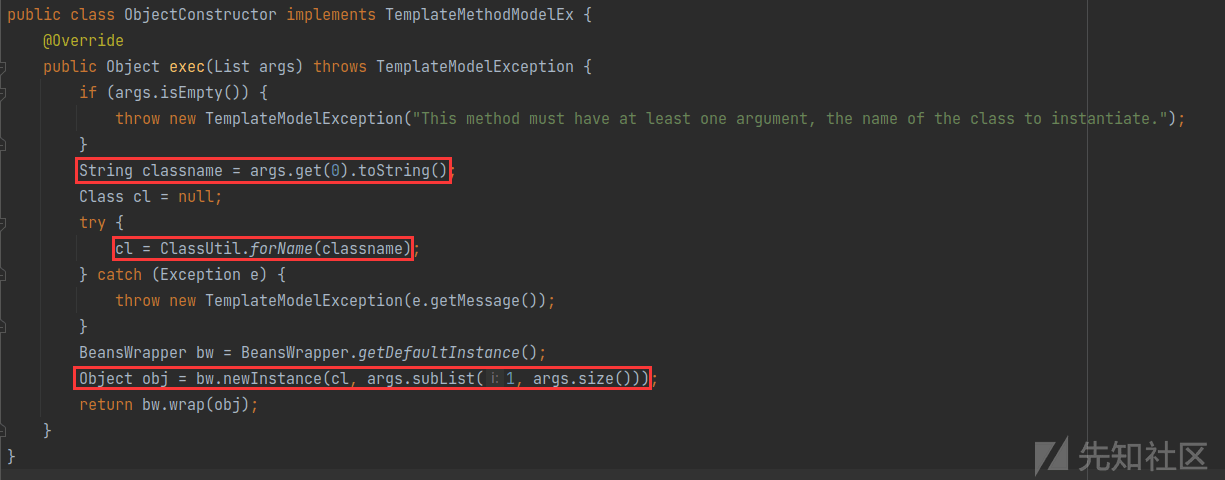 public class ObjectConstructor implements TemplateMethodModelEx {
    @Override
    public Object exec(List args) throws TemplateModelException {
        if (args.isEmpty()) {
            throw new TemplateModelException("This method must have at least one argument, the name of the class to instantiate.");
        }
        String classname = args.get(0).toString();
        Class cl = null;
        try {
            cl = ClassUtil.forName(classname);
        } catch (Exception e) {
            throw new TemplateModelException(e.getMessage());
        }
        BeansWrapper bw = BeansWrapper.getDefaultInstance();
        Object obj = bw.newInstance(cl, args.subList( i: 1, args.size()));
        return bw.wrap(obj);
    }
}
先知社区